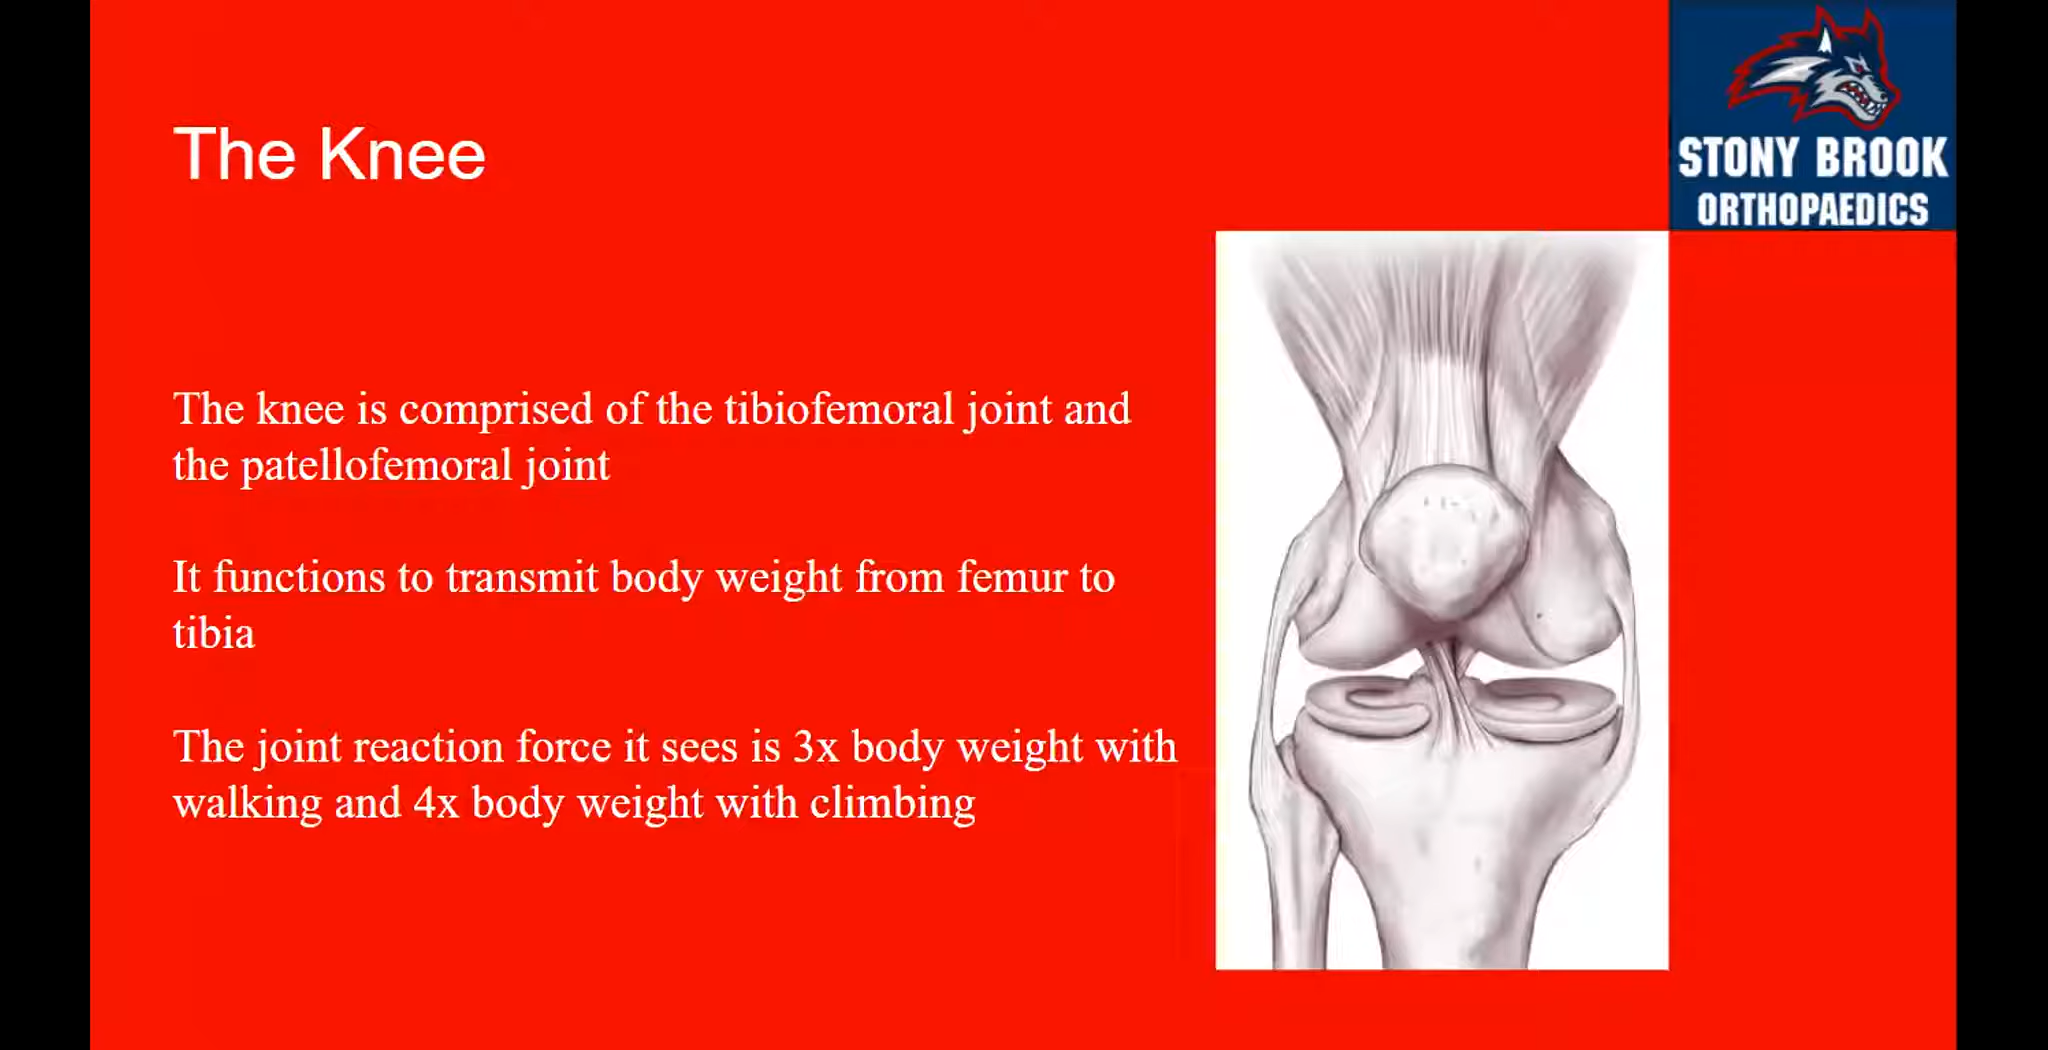 The Knee
STONY BROOK
ORTHOPAEDICS
The knee is comprised of the tibiofemoral joint and
the patellofemoral joint
It functions to transmit body weight from femur to
tibia
The joint reaction force it sees is 3x body weight with
walking and 4x body weight with climbing